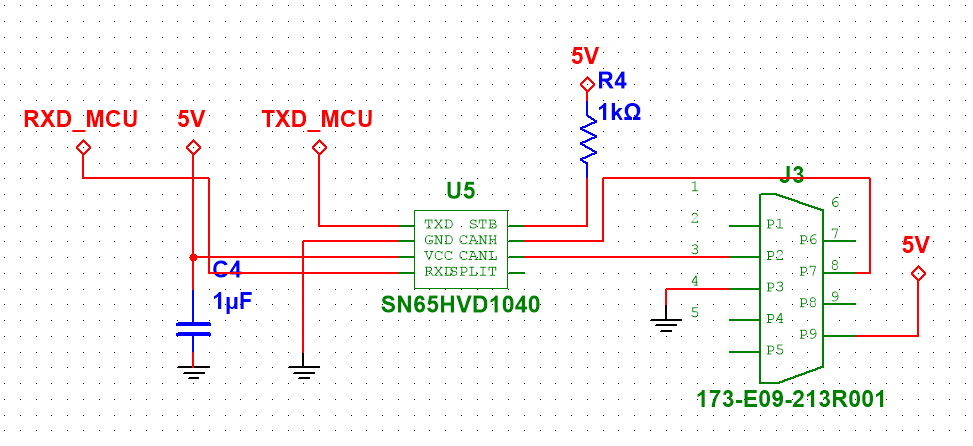 5V
R4
1kΩ
RXD_MCU
5V
TXD_MCU
J3
U5
1
6
2
TXD STB
P1
7
GND CANH
P6
5V
3
VCC CANL
P2
8
C4
RXD SPLIT
P7
4
P3
9
1µF
SN65HVD1040
P8
5
P4
P9
P5
173-E09-213R001